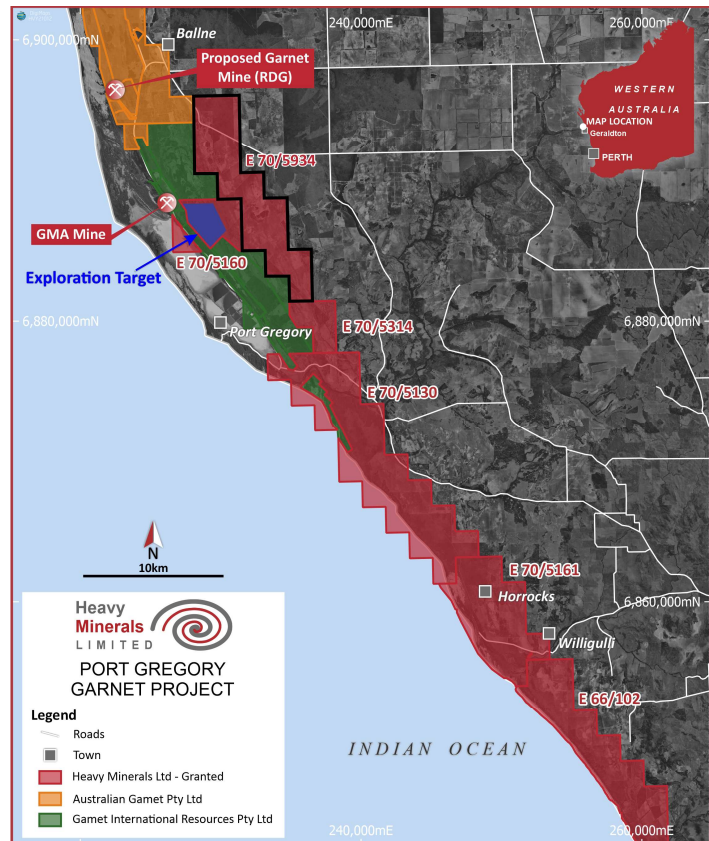 240,000mE
260,000mE
6,900,000mN
Ballne
Proposed Garnet
Mine (RDG)
WESTERN
AUSTRALIA
MAP LOCATION
Geraldton
PERTH
E 70/5934
GMA Mine
E 70/5160
Exploration Target
6,880,000mN
6,880,000mN
Port Gregory
E 70/5314
E 70/5130
N
10km
E 70/5161
Horrocks
6,860,000mN
Willigulli
E 66/102
Heavy
Minerals
LIMITED
PORT GREGORY
GARNET PROJECT
Legend
Roads
Town
Heavy Minerals Ltd - Granted
Australian Gamet Pty Ltd
Gamet International Resources Pty Ltd
INDIAN OCEAN
240,000mE
260,000mE